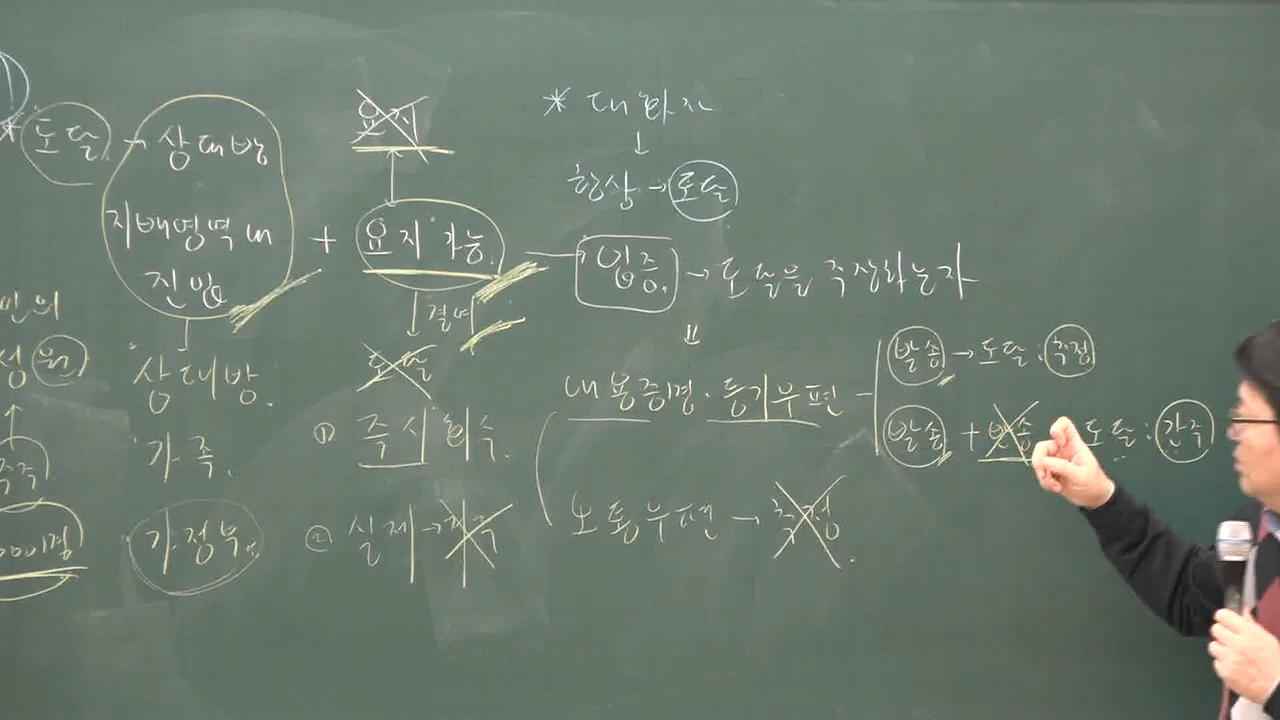 * 도달 → 상대방
지배영역 내
진입
+
요지
요지가능.
* 대화자
↓
항상 → 도달
입증. → 도달을 주장하는 자
결여
도달
① 즉시 회수.
② 실제 →
상대방.
가족.
가정부.
민의
성 원
내용증명 · 등기우편
발송 → 도달 : 추정
발송 + 반송 도달 : 간주
보통우편 → 추정.